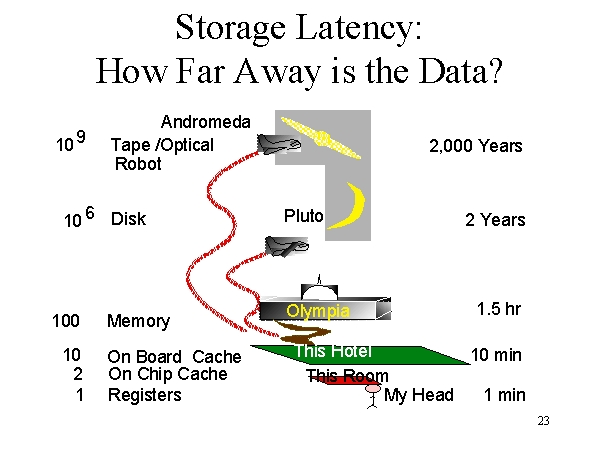 Storage Latency:
How Far Away is the Data?
10 9 Andromeda
Tape /Optical
Robot 2,000 Years
10 6 Disk Pluto 2 Years
100 Memory Olympia 1.5 hr
10 On Board Cache This Hotel 10 min
2 On Chip Cache This Room
1 Registers My Head 1 min
23